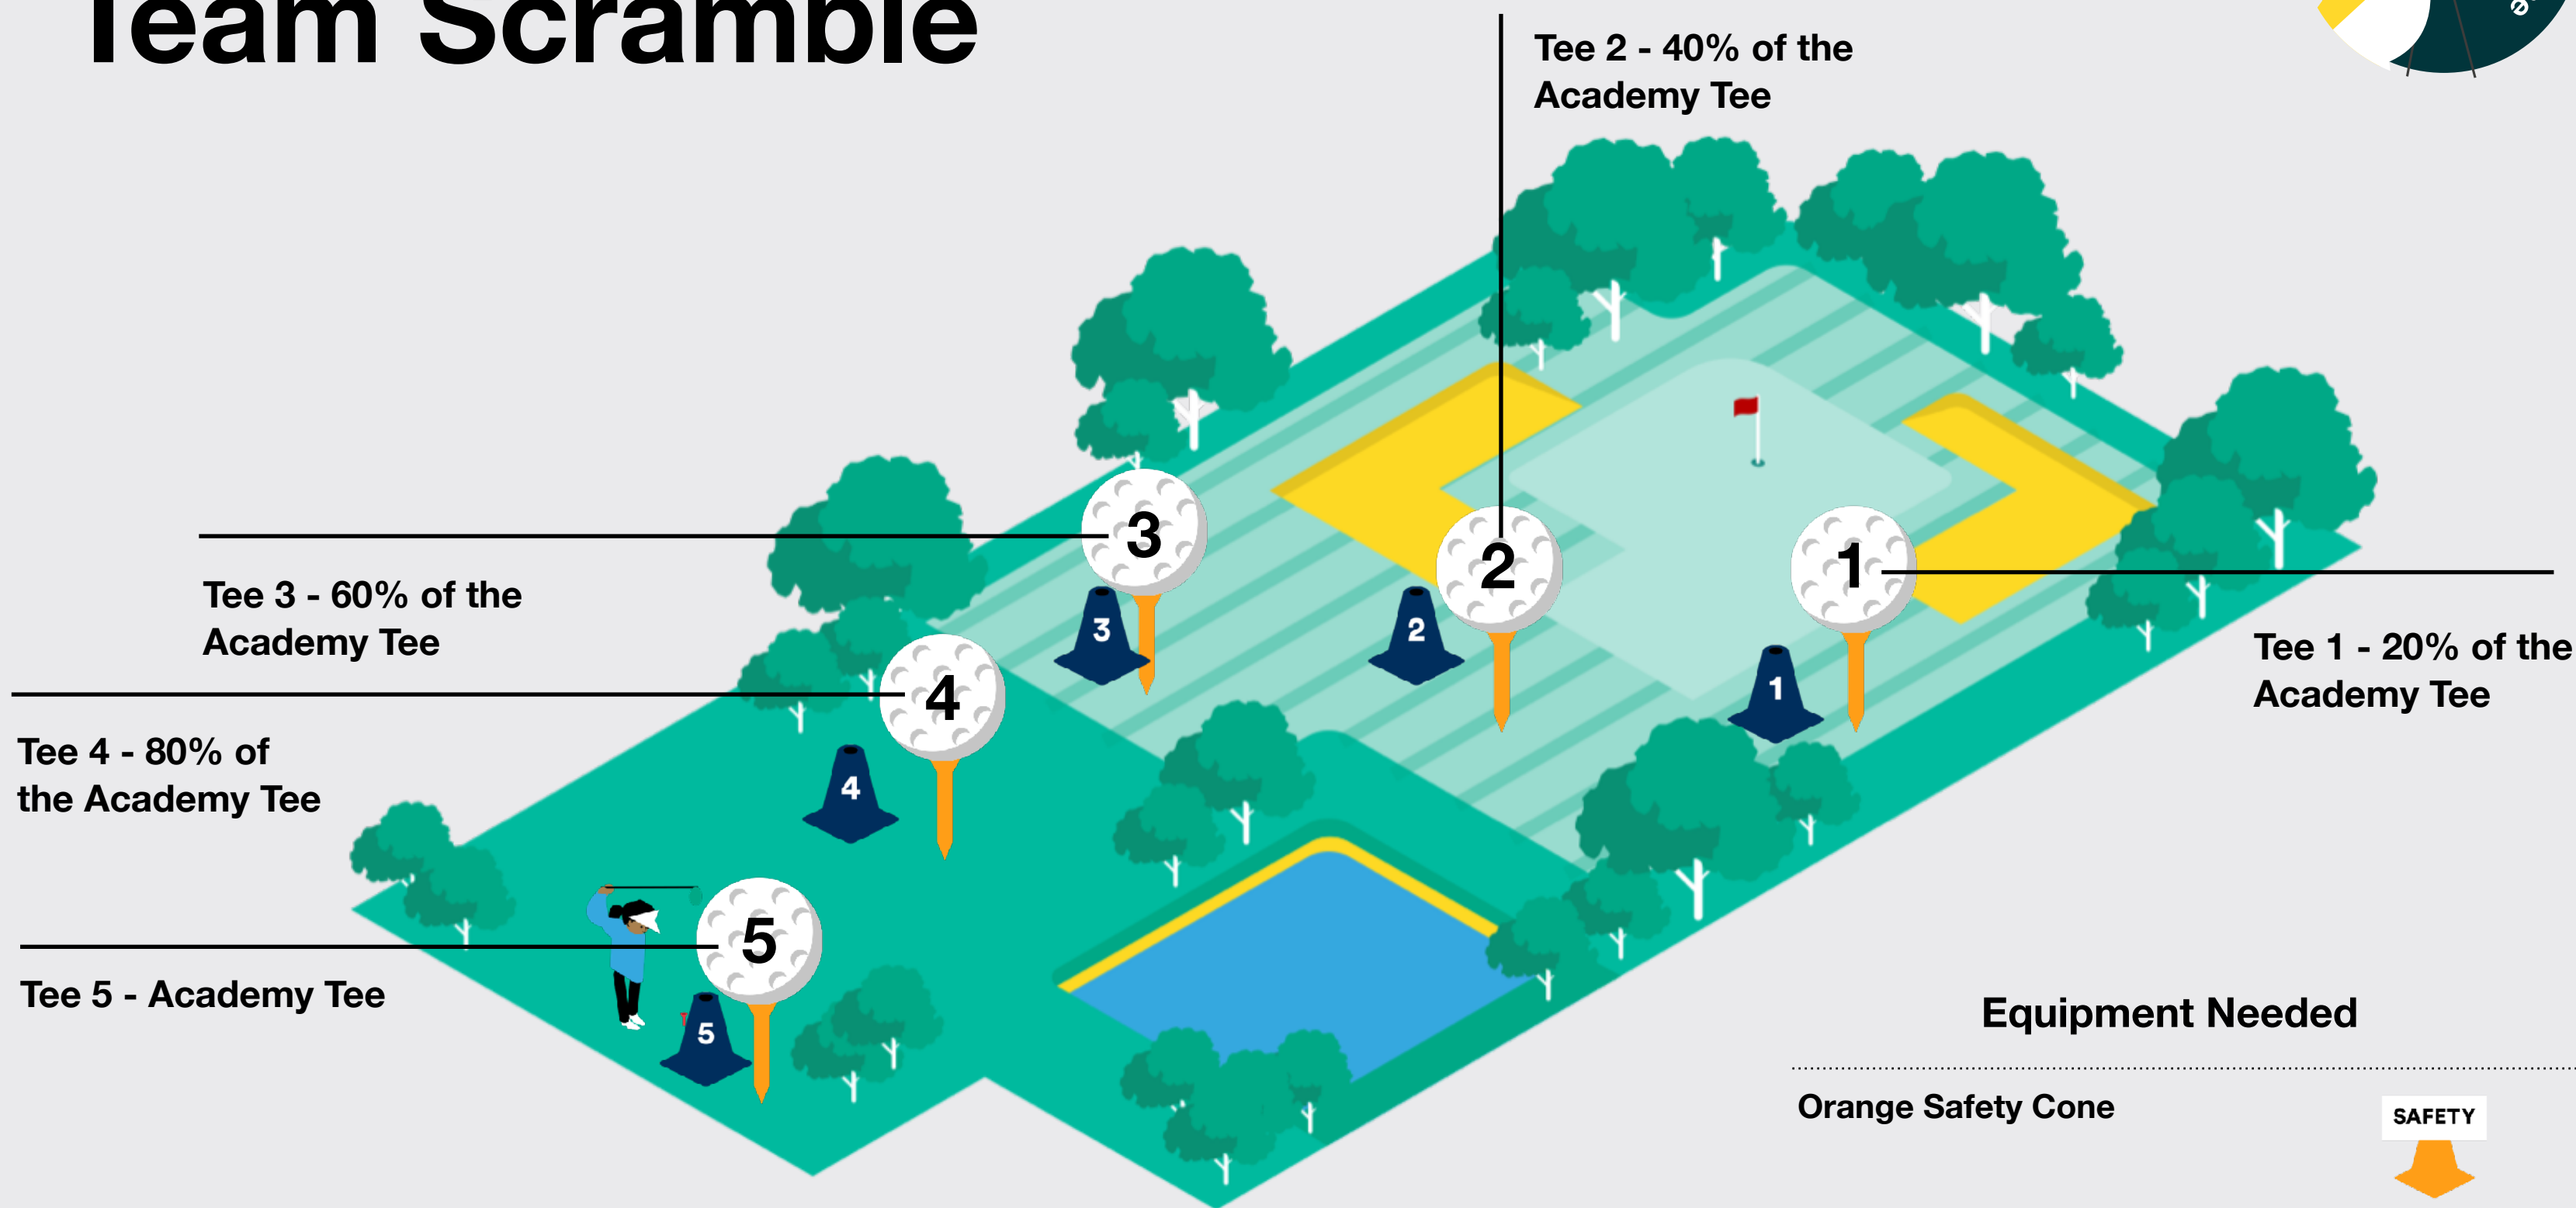 Team Scramble
Tee 2 - 40% of the
Academy Tee
3
2
1
Tee 3 - 60% of the
Academy Tee
3
2
1
Tee 1 - 20% of the
Academy Tee
4
Tee 4 - 80% of
the Academy Tee
4
5
Tee 5 - Academy Tee
5
Equipment Needed
Orange Safety Cone
SAFETY